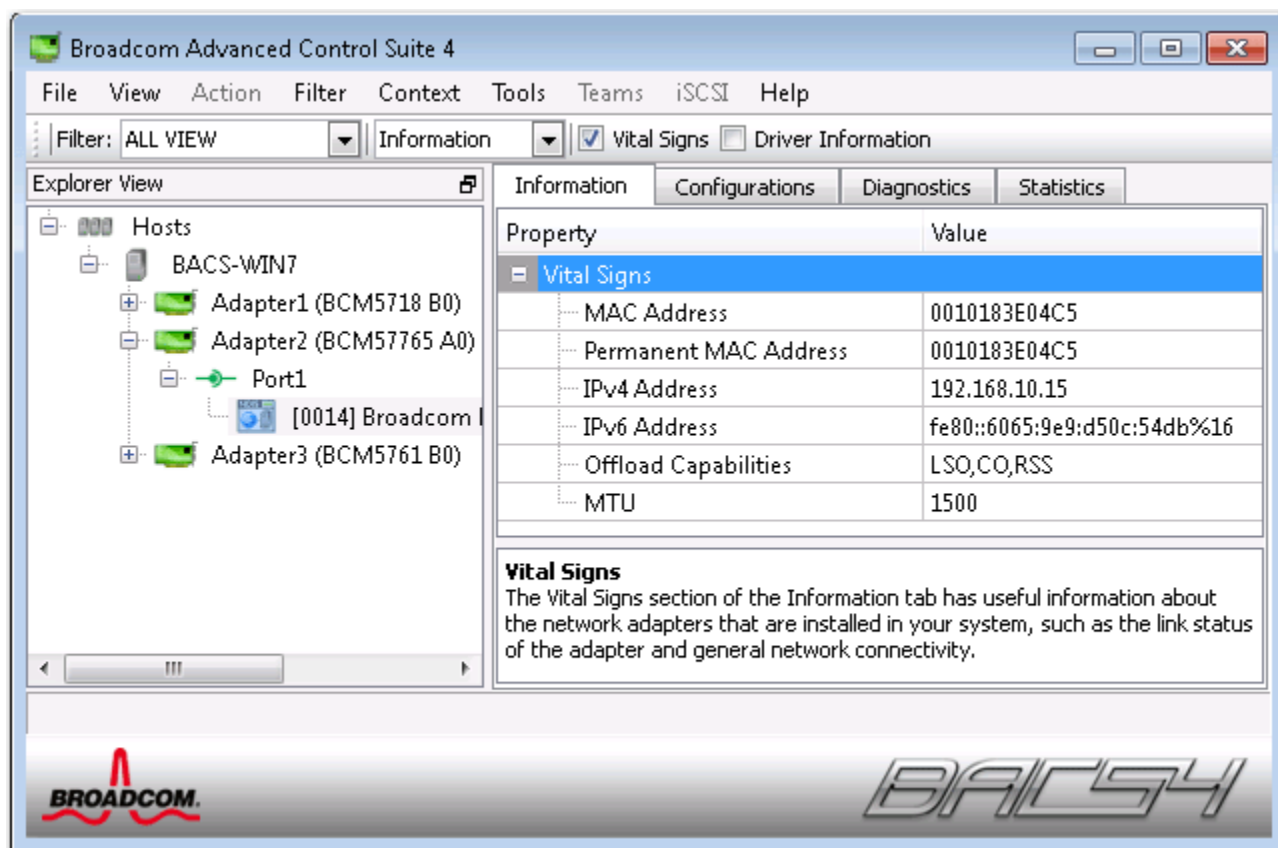 Broadcom Advanced Control Suite 4
File View Action Filter Context Tools Teams iSCSI Help
Filter: ALL VIEW Information Vital Signs Driver Information
Explorer View
Hosts
BACS-WIN7
Adapter1 (BCM5718 B0)
Adapter2 (BCM57765 A0)
Port1
[0014] Broadcom
Adapter3 (BCM5761 B0)
Information Configurations Diagnostics Statistics
Property Value
Vital Signs
MAC Address 0010183E04C5
Permanent MAC Address 0010183E04C5
IPv4 Address 192.168.10.15
IPv6 Address fe80::6065:9e9:d50c:54db%16
Offload Capabilities LSO,CO,RSS
MTU 1500
Vital Signs
The Vital Signs section of the Information tab has useful information about
the network adapters that are installed in your system, such as the link status
of the adapter and general network connectivity.
BROADCOM.
BACS4